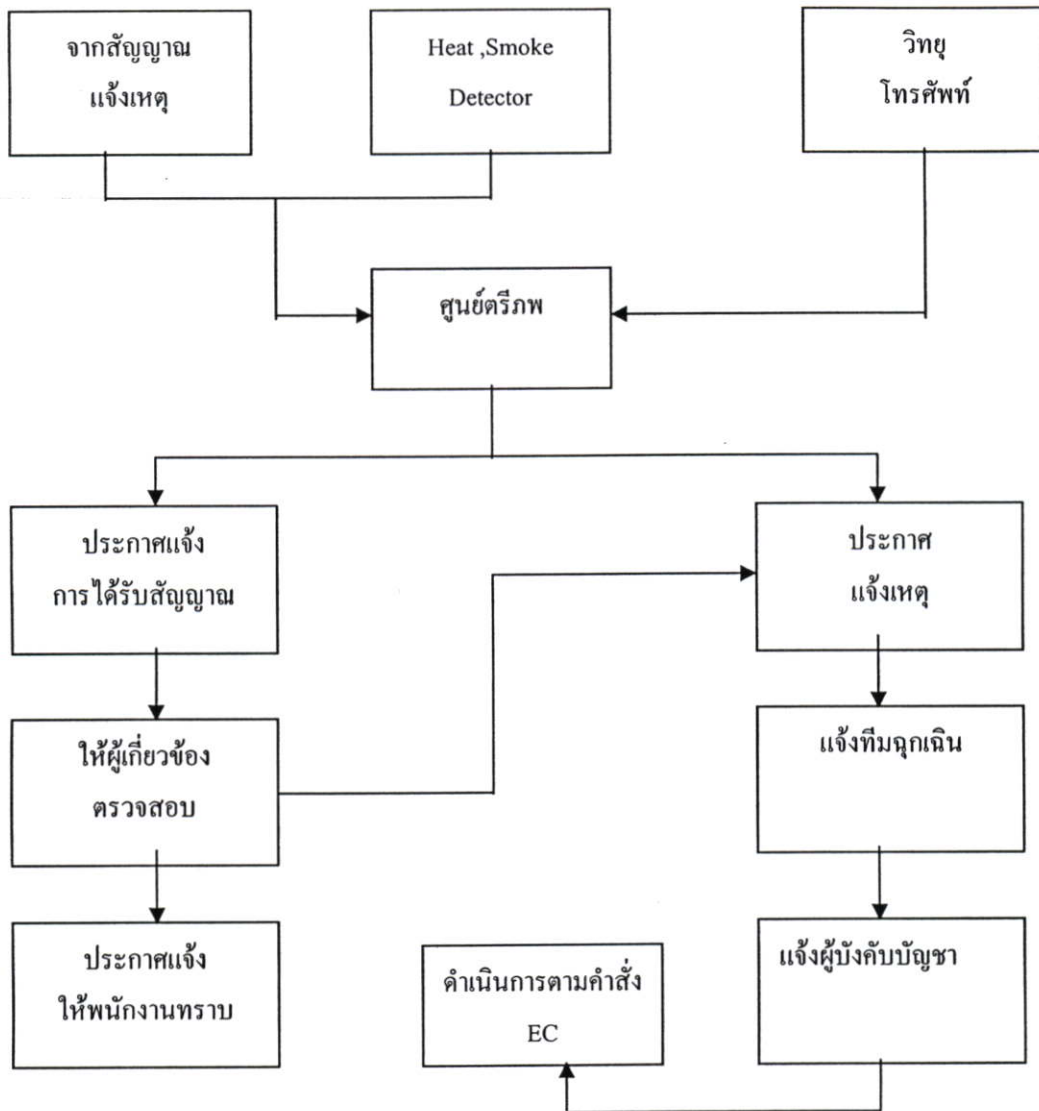 จากสัญญาณ
แจ้งเหตุ
Heat ,Smoke
Detector
วิทยุ
โทรศัพท์
ศูนย์ตรีภพ
ประกาศแจ้ง
การได้รับสัญญาณ
ประกาศ
แจ้งเหตุ
ให้ผู้เกี่ยวข้อง
ตรวจสอบ
แจ้งทีมฉุกเฉิน
ประกาศแจ้ง
ให้พนักงานทราบ
ดำเนินการตามคำสั่ง
EC
แจ้งผู้บังคับบัญชา